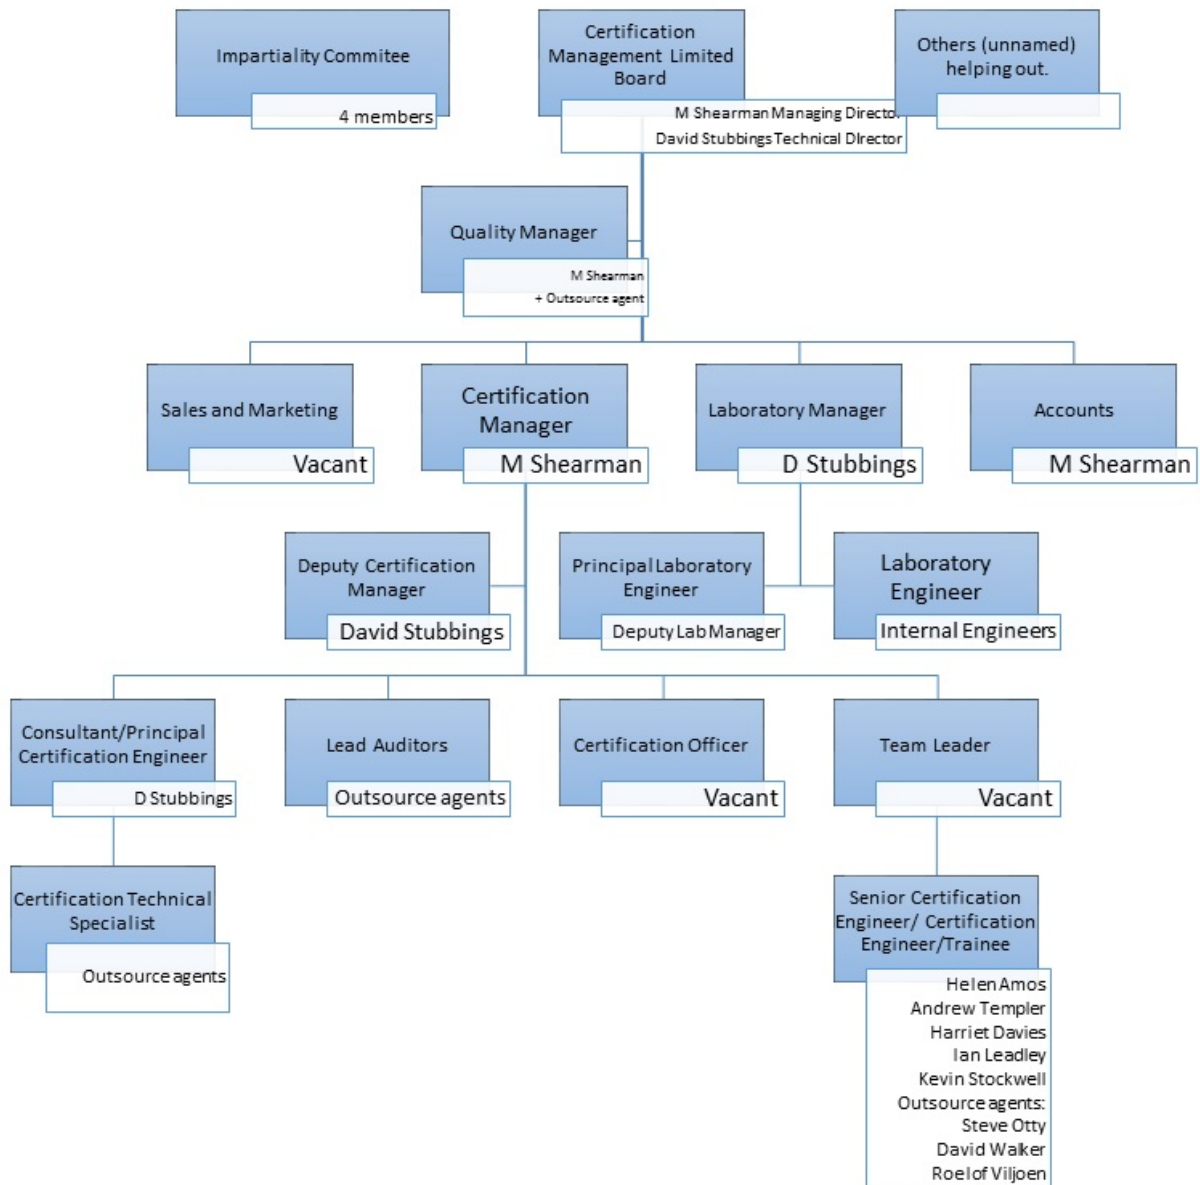 Impartiality Commitee
4 members
Certification
Management Limited
Board
M Shearman Managing Director
David Stubbings Technical DIrector
Others (unnamed)
helping out.
Quality Manager
M Shearman
+ Outsource agent
Sales and Marketing
Vacant
Certification
Manager
M Shearman
Laboratory Manager
D Stubbings
Accounts
M Shearman
Deputy Certification
Manager
David Stubbings
Principal Laboratory
Engineer
Deputy Lab Manager
Laboratory
Engineer
Internal Engineers
Consultant/Principal
Certification Engineer
D Stubbings
Lead Auditors
Outsource agents
Certification Officer
Vacant
Team Leader
Vacant
Certification Technical
Specialist
Outsource agents
Senior Certification
Engineer/ Certification
Engineer/Trainee
Helen Amos
Andrew Templer
Harriet Davies
Ian Leadley
Kevin Stockwell
Outsource agents:
Steve Otty
David Walker
Roelof Viljoen